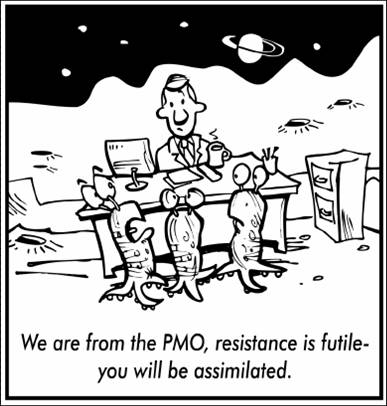 We are from the PMO, resistance is futile-
you will be assimilated.